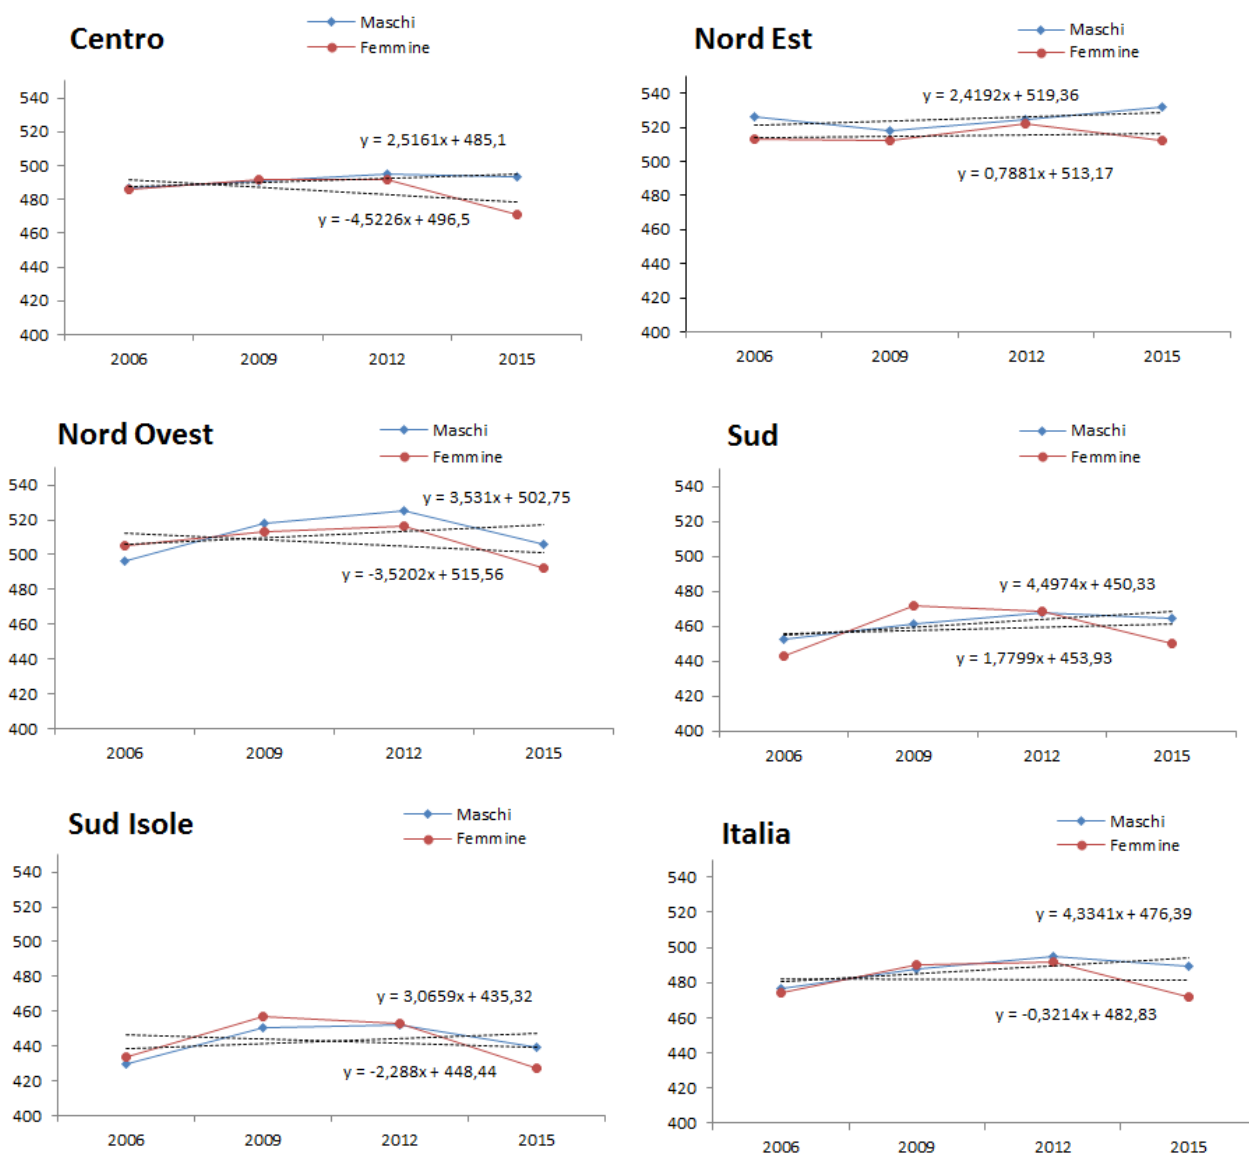 Centro
Maschi
Femmine
540
520
500
480
460
440
420
400
y = 2,5161x + 485,1
y = -4,5226x + 496,5
2006 2009 2012 2015
Nord Est
Maschi
Femmine
540
520
500
480
460
440
420
400
y = 2,4192x + 519,36
y = 0,7881x + 513,17
2006 2009 2012 2015
Nord Ovest
Maschi
Femmine
540
520
500
480
460
440
420
400
y = 3,531x + 502,75
y = -3,5202x + 515,56
2006 2009 2012 2015
Sud
Maschi
Femmine
540
520
500
480
460
440
420
400
y = 4,4974x + 450,33
y = 1,7799x + 453,93
2006 2009 2012 2015
Sud Isole
Maschi
Femmine
540
520
500
480
460
440
420
400
y = 3,0659x + 435,32
y = -2,288x + 448,44
2006 2009 2012 2015
Italia
Maschi
Femmine
540
520
500
480
460
440
420
400
y = 4,3341x + 476,39
y = -0,3214x + 482,83
2006 2009 2012 2015